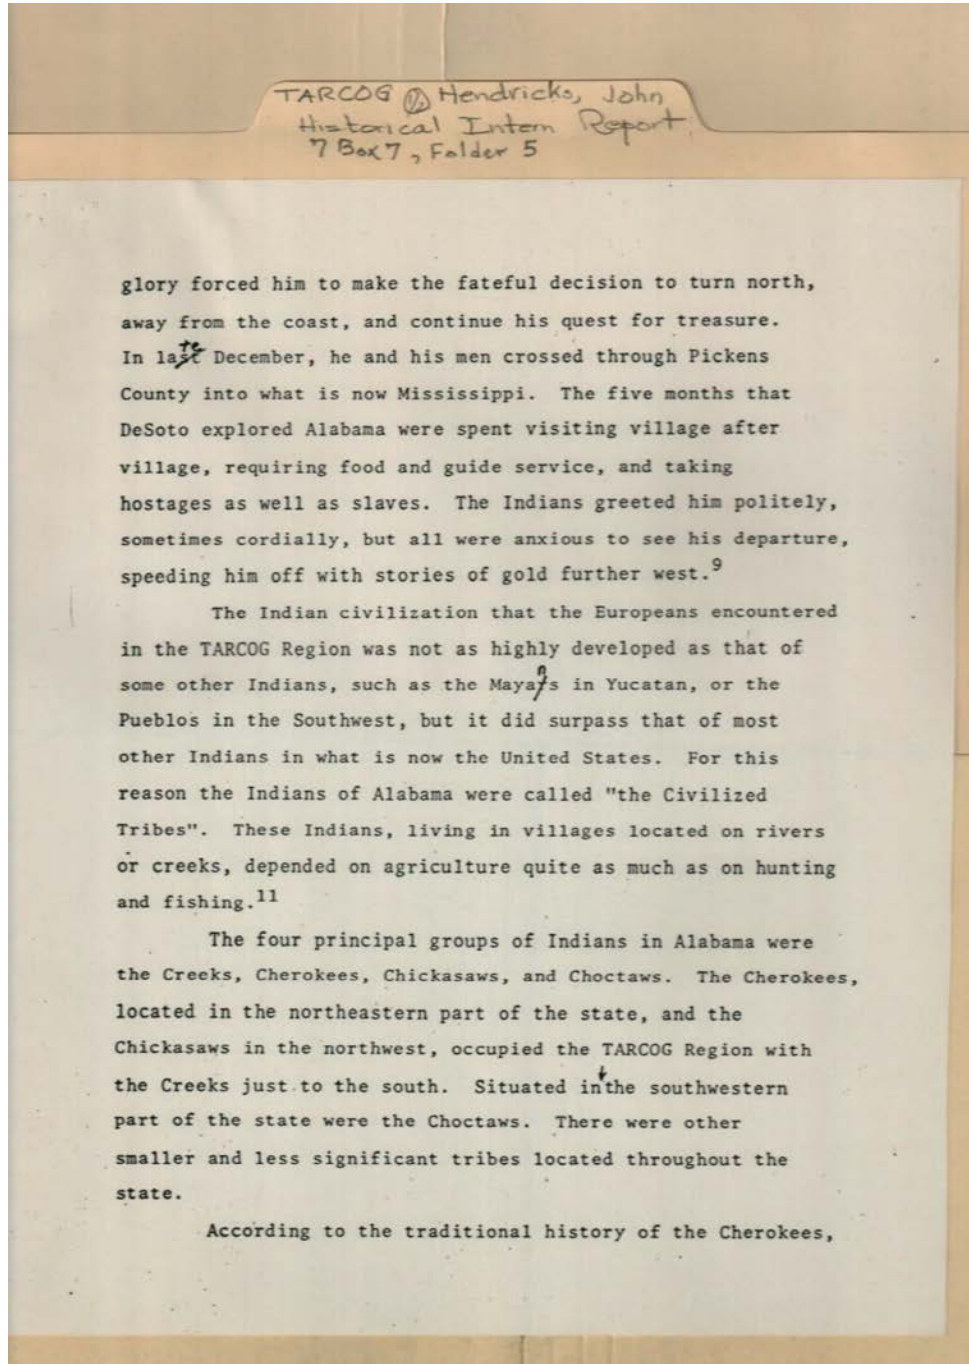 TARCOG Hendricks, John
Historical Intern Report
7 Box 7, Folder 5
glory forced him to make the fateful decision to turn north,
away from the coast, and continue his quest for treasure.
In late December, he and his men crossed through Pickens
County into what is now Mississippi. The five months that
DeSoto explored Alabama were spent visiting village after
village, requiring food and guide service, and taking
hostages as well as slaves. The Indians greeted him politely,
sometimes cordially, but all were anxious to see his departure,
speeding him off with stories of gold further west.9
The Indian civilization that the Europeans encountered
in the TARCOG Region was not as highly developed as that of
some other Indians, such as the Mayans in Yucatan, or the
Pueblos in the Southwest, but it did surpass that of most
other Indians in what is now the United States. For this
reason the Indians of Alabama were called "the Civilized
Tribes". These Indians, living in villages located on rivers
or creeks, depended on agriculture quite as much as on hunting
and fishing.11
The four principal groups of Indians in Alabama were
the Creeks, Cherokees, Chickasaws, and Choctaws. The Cherokees,
located in the northeastern part of the state, and the
Chickasaws in the northwest, occupied the TARCOG Region with
the Creeks just to the south. Situated in the southwestern
part of the state were the Choctaws. There were other
smaller and less significant tribes located throughout the
state.
According to the traditional history of the Cherokees,